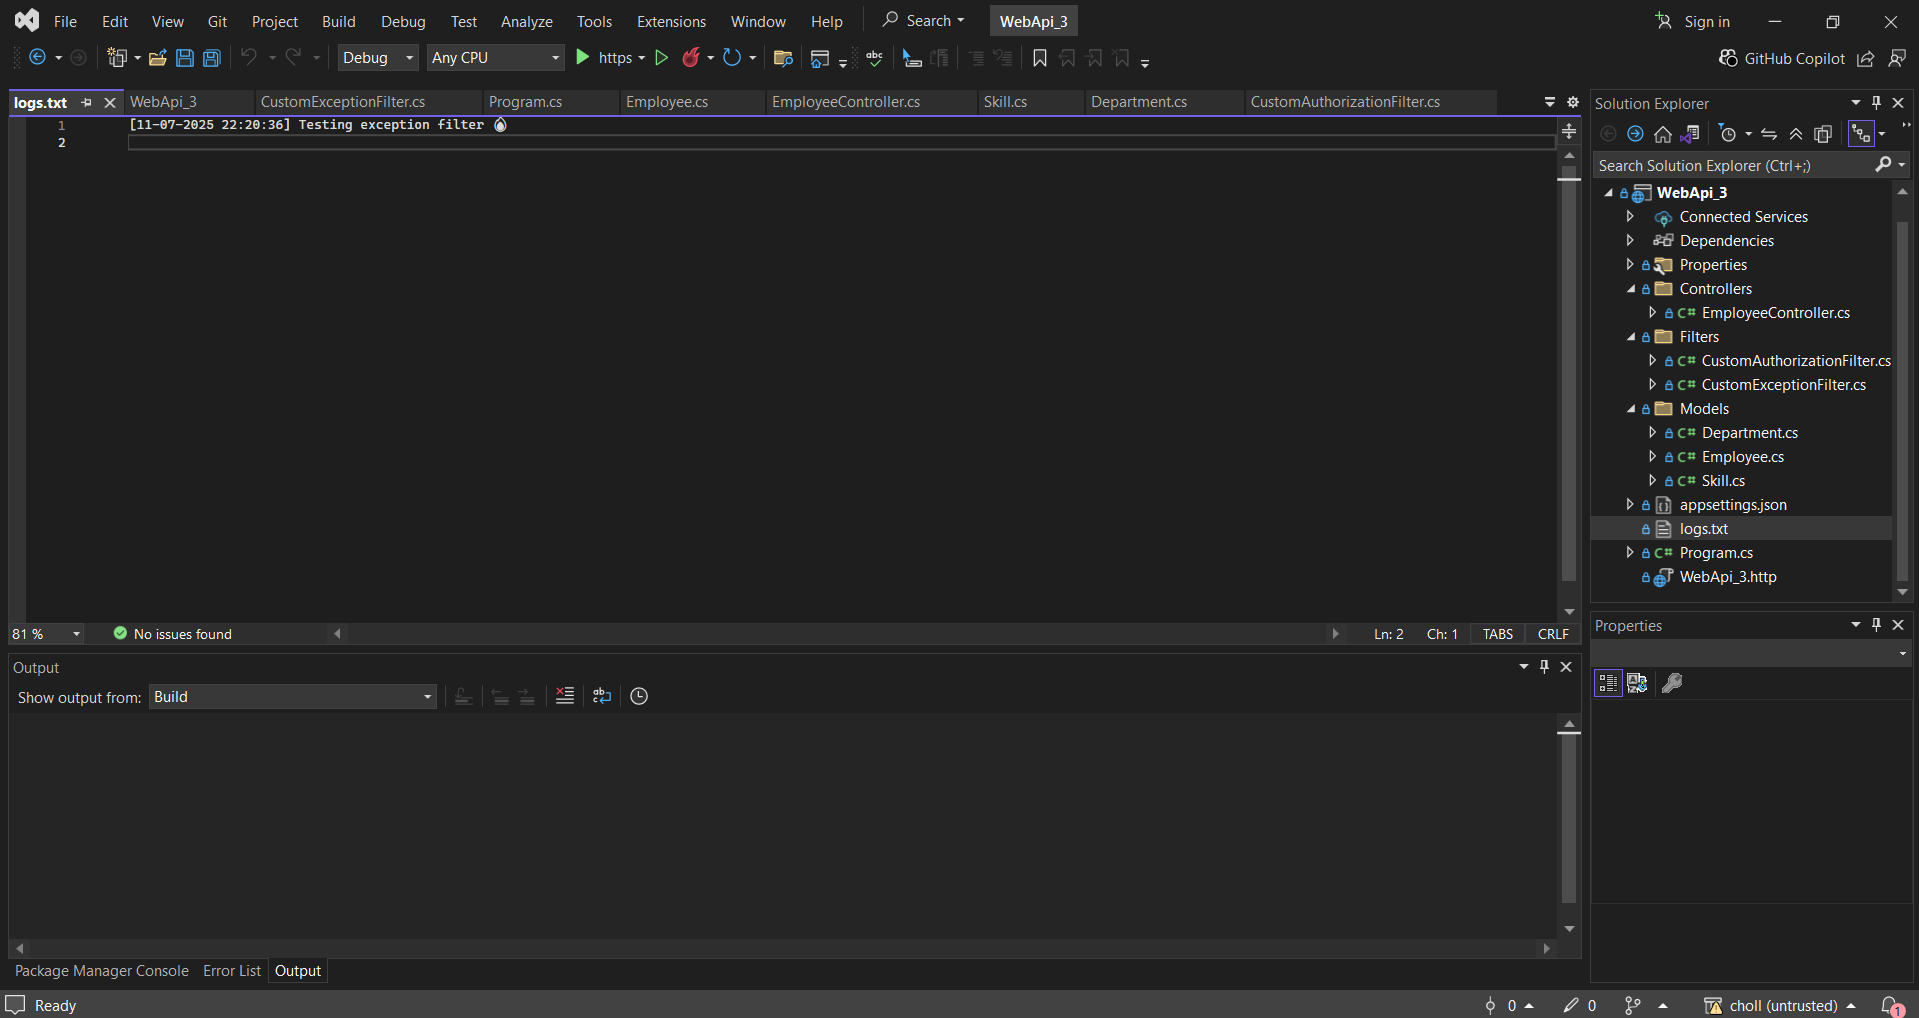 File Edit View Git Project Build Debug Test Analyze Tools Extensions Window Help Search WebApi_3 Sign in
Debug Any CPU https abc GitHub Copilot
logs.txt WebApi_3 CustomExceptionFilter.cs Program.cs Employee.cs EmployeeController.cs Skill.cs Department.cs CustomAuthorizationFilter.cs
1 [11-07-2025 22:20:36] Testing exception filter
2
81 % No issues found Ln: 2 Ch: 1 TABS CRLF
Output
Show output from: Build
Package Manager Console Error List Output
Solution Explorer
Search Solution Explorer (Ctrl+;)
WebApi_3
Connected Services
Dependencies
Properties
Controllers
C# EmployeeController.cs
Filters
C# CustomAuthorizationFilter.cs
C# CustomExceptionFilter.cs
Models
C# Department.cs
C# Employee.cs
C# Skill.cs
appsettings.json
logs.txt
C# Program.cs
WebApi_3.http
Properties
Ready 0 0 choll (untrusted) 1